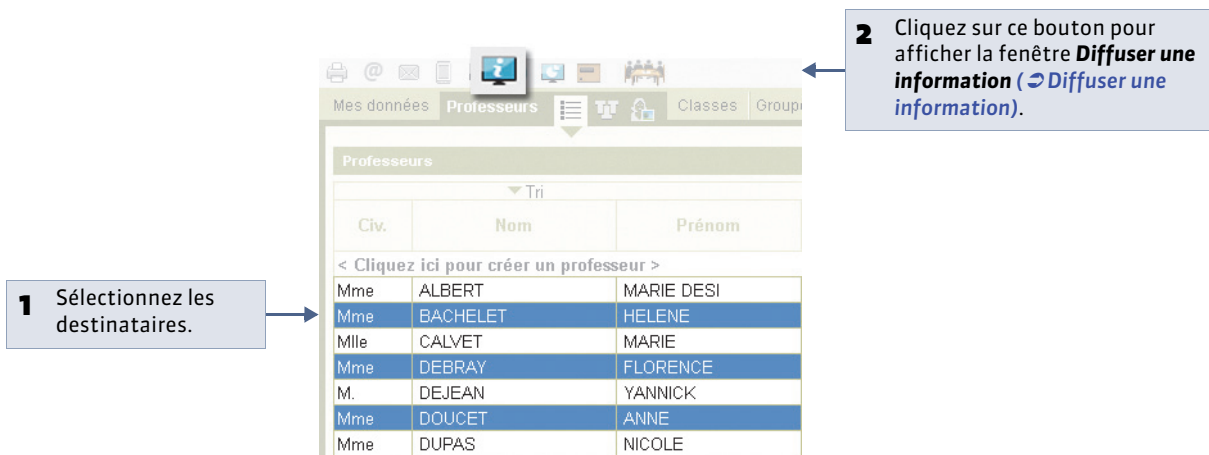 2 Cliquez sur ce bouton pour
afficher la fenêtre Diffuser une
information ( ➲ Diffuser une
information).
@
Mes données Professeurs Classes Group
Professeurs
Tri
Civ. Nom Prénom
< Cliquez ici pour créer un professeur >
1 Sélectionnez les
destinataires.
Mme ALBERT MARIE DESI
Mme BACHELET HELENE
Mlle CALVET MARIE
Mme DEBRAY FLORENCE
M. DEJEAN YANNICK
Mme DOUCET ANNE
Mme DUPAS NICOLE